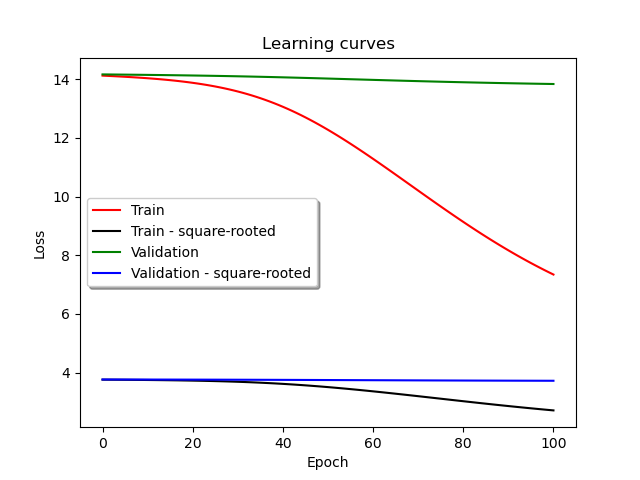 Learning curves
14
12
10
8
6
4
Loss
Train
Train - square-rooted
Validation
Validation - square-rooted
0 20 40 60 80 100
Epoch